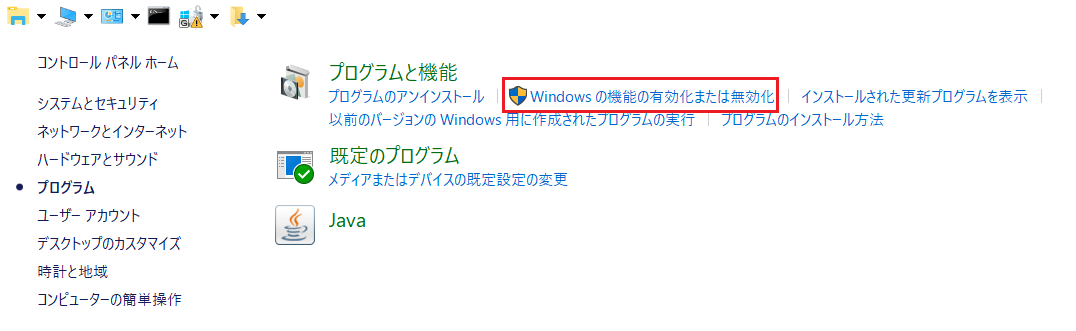 コントロール パネル ホーム
システムとセキュリティ
ネットワークとインターネット
ハードウェアとサウンド
プログラム
ユーザー アカウント
デスクトップのカスタマイズ
時計と地域
コンピューターの簡単操作
プログラムと機能
プログラムのアンインストール Windows の機能の有効化または無効化 インストールされた更新プログラムを表示
以前のバージョンの Windows 用に作成されたプログラムの実行 プログラムのインストール方法
既定のプログラム
メディアまたはデバイスの既定設定の変更
Java